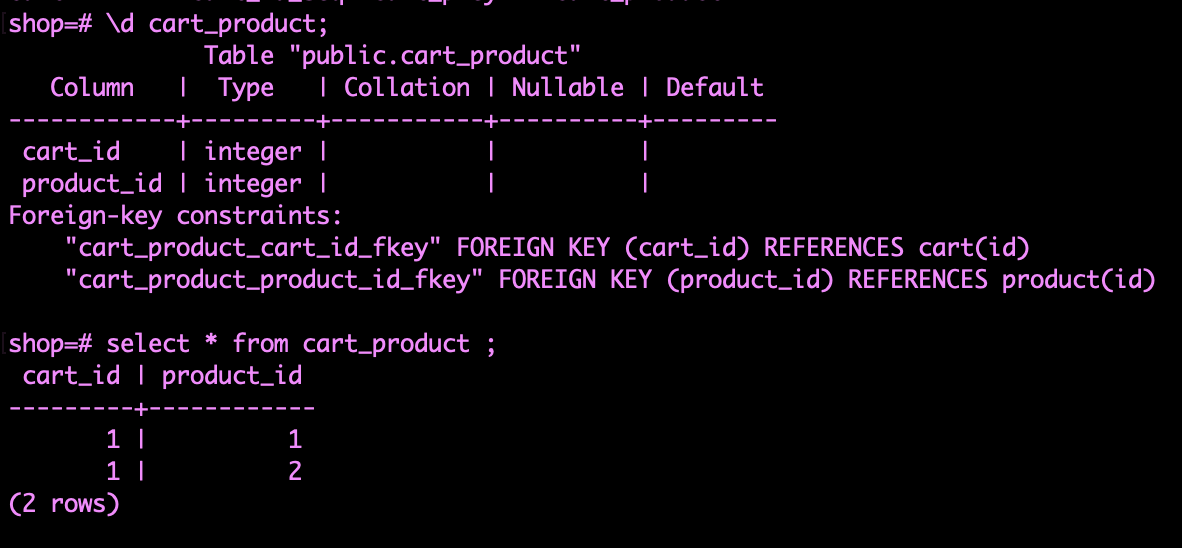 shop=# \d cart_product;
              Table "public.cart_product"
   Column   |  Type   | Collation | Nullable | Default
------------+---------+-----------+----------+---------
 cart_id    | integer |           |          |
 product_id | integer |           |          |
Foreign-key constraints:
    "cart_product_cart_id_fkey" FOREIGN KEY (cart_id) REFERENCES cart(id)
    "cart_product_product_id_fkey" FOREIGN KEY (product_id) REFERENCES product(id)

shop=# select * from cart_product ;
 cart_id | product_id
---------+------------
       1 |          1
       1 |          2
(2 rows)